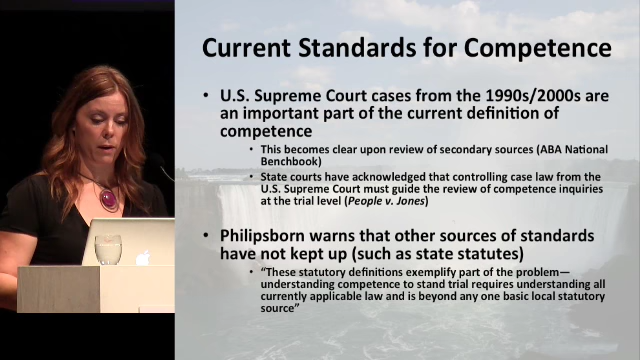 Current Standards for Competence
• U.S. Supreme Court cases from the 1990s/2000s are
an important part of the current definition of
competence
• This becomes clear upon review of secondary sources (ABA National
Benchbook)
• State courts have acknowledged that controlling case law from the
U.S. Supreme Court must guide the review of competence inquiries
at the trial level (People v. Jones)
• Philipsborn warns that other sources of standards
have not kept up (such as state statutes)
• “These statutory definitions exemplify part of the problem—
understanding competence to stand trial requires understanding all
currently applicable law and is beyond any one basic local statutory
source”